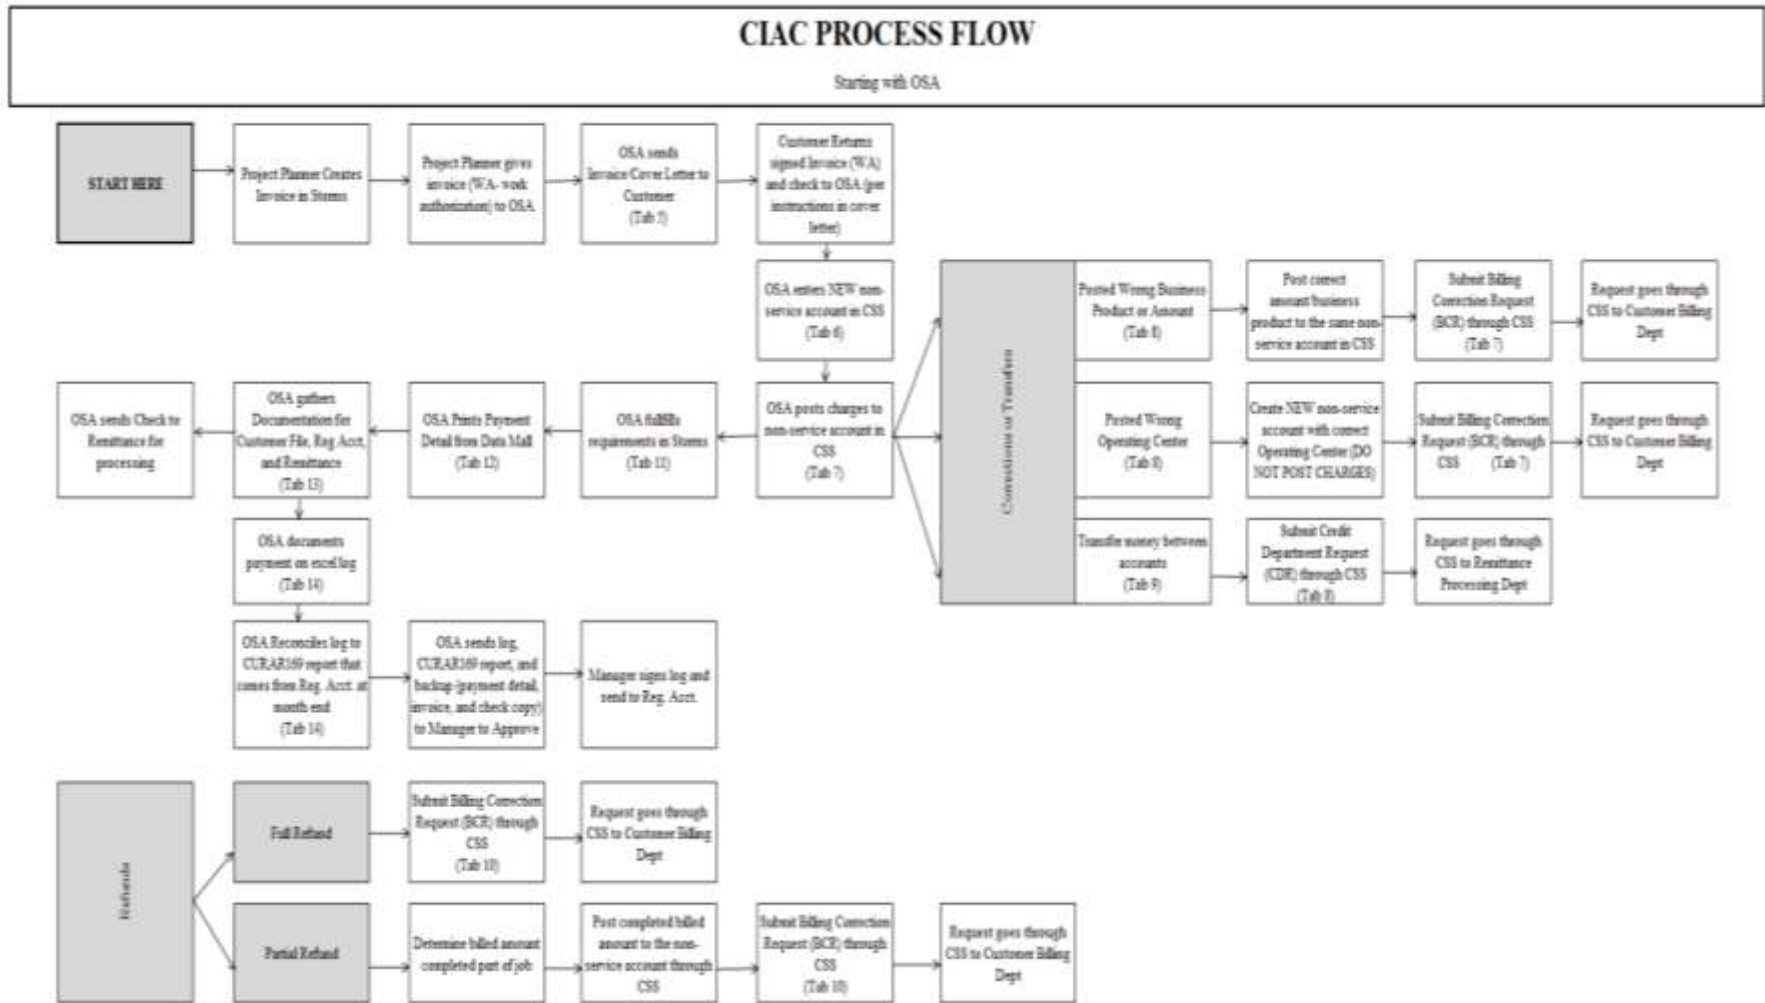 CIAC PROCESS FLOW
Starting with OSA
START HERE
Project Planner Creates
Invoice in Storms
Project Planner gives
invoice (WA- work
authorization) to OSA
OSA sends
Invoice Cover Letter to
Customer
(Tab 5)
Customer Returns
signed Invoice (WA)
and check to OSA (per
instructions in cover
letter)
OSA enters NEW non-
service account in CSS
(Tab 6)
OSA posts charges to
non-service account in
CSS
(Tab 7)
OSA fullfills
requirements in Storms
(Tab 11)
OSA Prints Payment
Detail from Data Mall
(Tab 12)
OSA gathers
Documentation for
Customer File, Reg Acct,
and Remittance
(Tab 13)
OSA sends Check to
Remittance for
processing
OSA documents
payment on excel log
(Tab 14)
OSA Reconciles log to
CURAR169 report that
comes from Reg. Acct. at
month end
(Tab 14)
OSA sends log,
CURAR169 report, and
backup (payment detail,
invoice, and check copy)
to Manager to Approve
Manager signs log and
send to Reg. Acct.
Corrections or Transfers
Posted Wrong Business
Product or Amount
(Tab 8)
Post correct
amount/business
product to the same non-
service account in CSS
Submit Billing
Correction Request
(BCR) through CSS
(Tab 7)
Request goes through
CSS to Customer Billing
Dept
Posted Wrong
Operating Center
(Tab 8)
Create NEW non-service
account with correct
Operating Center (DO
NOT POST CHARGES)
Submit Billing Correction
Request (BCR) through
CSS (Tab 7)
Request goes through
CSS to Customer Billing
Dept
Transfer money between
accounts
(Tab 9)
Submit Credit
Department Request
(CDR) through CSS
(Tab 8)
Request goes through
CSS to Remittance
Processing Dept
Refunds
Full Refund
Submit Billing Correction
Request (BCR) through
CSS
(Tab 10)
Request goes through
CSS to Customer Billing
Dept
Partial Refund
Determine billed amount
completed part of job
Post completed billed
amount to the non-
service account through
CSS
Submit Billing Correction
Request (BCR) through
CSS
(Tab 10)
Request goes through
CSS to Customer Billing
Dept